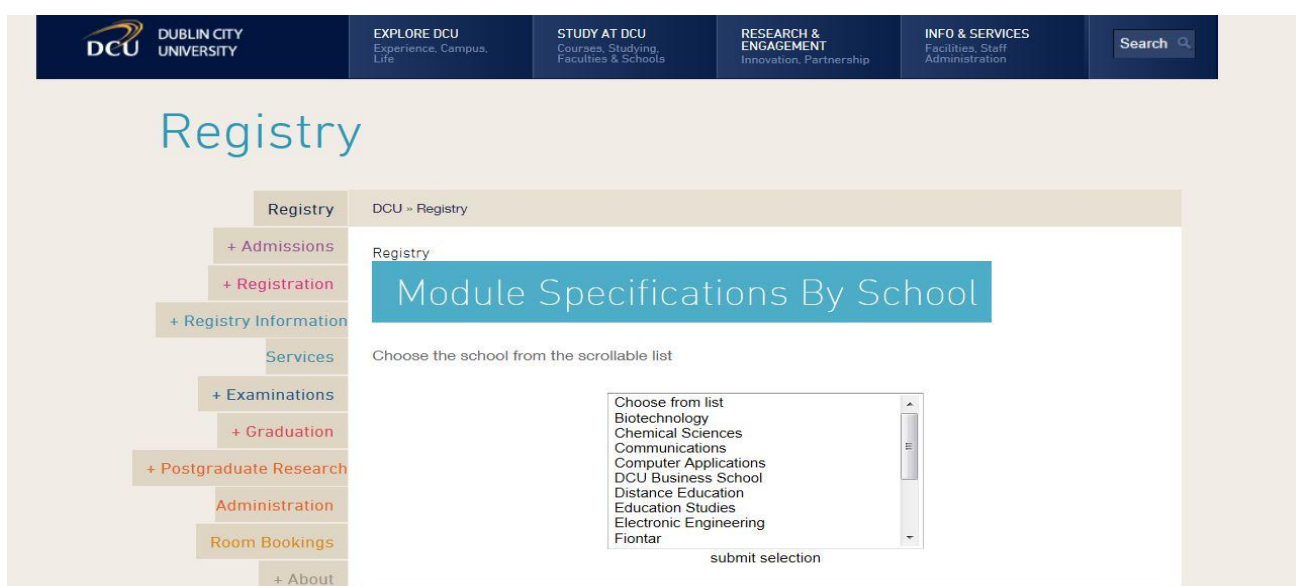 DCU
DUBLIN CITY
UNIVERSITY
EXPLORE DCU
Experience, Campus,
Life
STUDY AT DCU
Courses, Studying,
Faculties & Schools
RESEARCH &
ENGAGEMENT
Innovation, Partnership
INFO & SERVICES
Facilities, Staff
Administration
Search
Registry
Registry
+ Admissions
+ Registration
+ Registry Information
Services
+ Examinations
+ Graduation
+ Postgraduate Research
Administration
Room Bookings
+ About
DCU » Registry
Registry
Module Specifications By School
Choose the school from the scrollable list
Choose from list
Biotechnology
Chemical Sciences
Communications
Computer Applications
DCU Business School
Distance Education
Education Studies
Electronic Engineering
Fiontar
submit selection